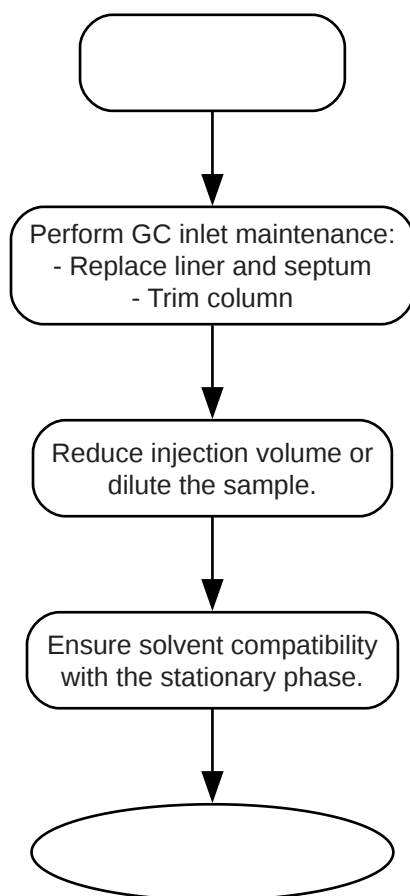 Perform GC inlet maintenance:
- Replace liner and septum
- Trim column
Reduce injection volume or
dilute the sample.
Ensure solvent compatibility
with the stationary phase.